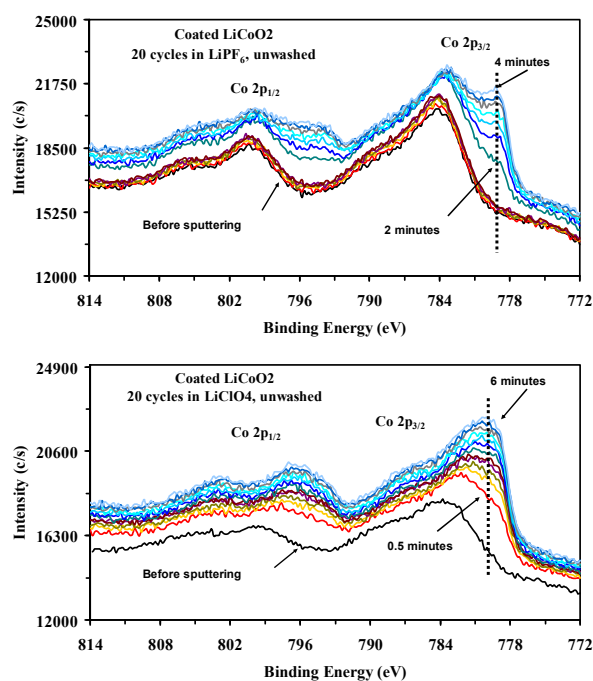 25000
21750
18500
15250
12000
Intensity (c/s)
Coated LiCoO2
20 cycles in LiPF₆, unwashed
Co 2p₁/₂
Co 2p₃/₂
4 minutes
Before sputtering
2 minutes
814 808 802 796 790 784 778 772
Binding Energy (eV)
24900
20600
16300
12000
Intensity (c/s)
Coated LiCoO2
20 cycles in LiClO4, unwashed
Co 2p₁/₂
Co 2p₃/₂
6 minutes
0.5 minutes
Before sputtering
814 808 802 796 790 784 778 772
Binding Energy (eV)